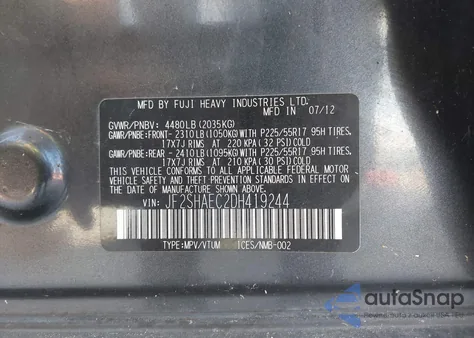 MFD BY FUJI HEAVY INDUSTRIES LTD.
07/12
GVWR/PNBV: 4480LB(2035KG)
GAWR/PNBE:FRONT-2310LB(1050KG)WITH P225/55R17 95H TIRES,
17X7J RIMS AT 220 KPA (32 PSI)COLD
GAWR/PNBE:REAR -2410LB(1095KG)WITH P225/55R17 95H TIRES,
17X7J RIMS AT 210 KPA (30 PSI)COLD
THIS VEHICLE CONFORMS TO ALL APPLICABLE FEDERAL MOTOR
VEHICLE SAFETY AND THEFT PREVENTION STANDARDS IN EFFECT
ON THE DATE OF MANUFACTURE SHOWN ABOVE.
VIN: JF2SHAEC2DH419244
TYPE:MPV/VTUM ICES/NMB-002
autoSnap